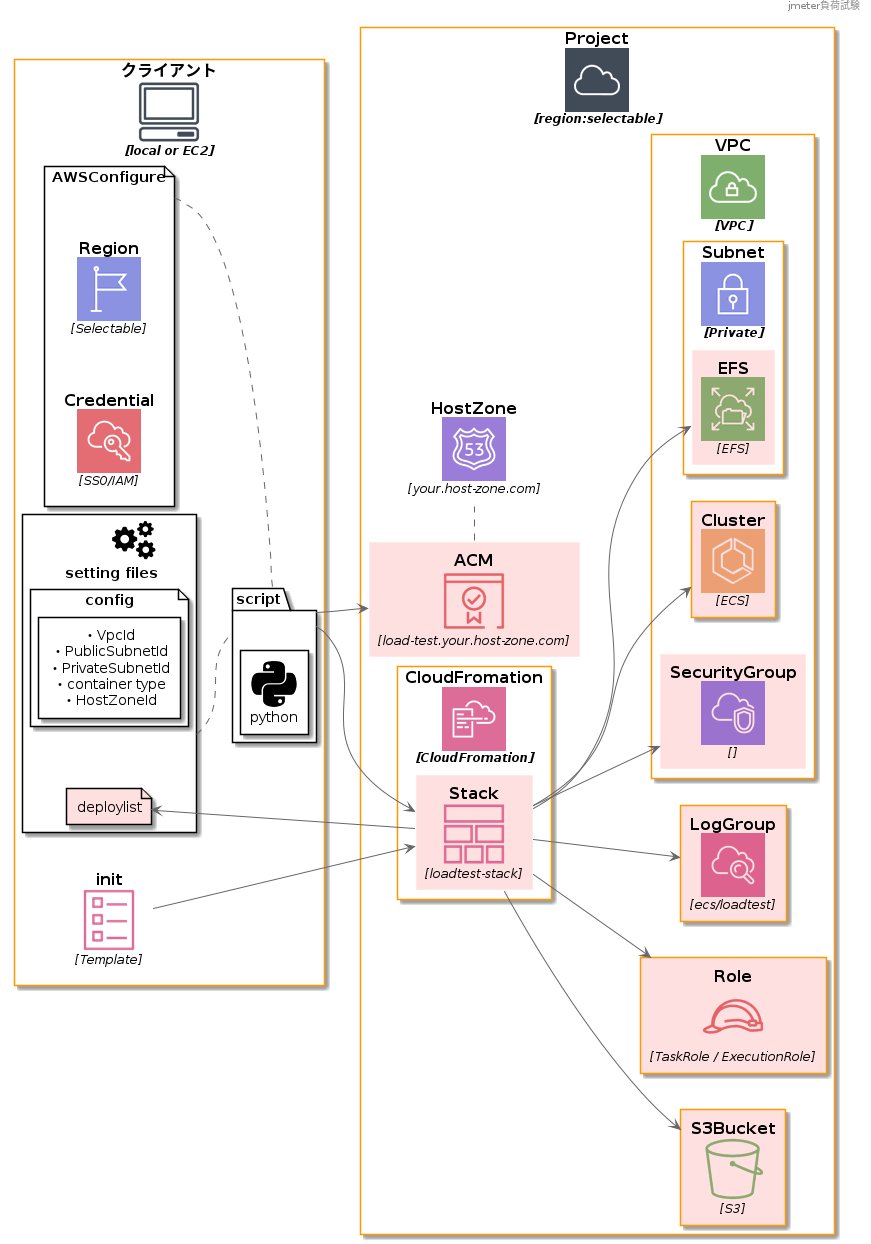 jmeter負荷試験
クライアント
[local or EC2]
AWSConfigure
Region
[Selectable]
Credential
[SSO/IAM]
setting files
config
• VpcId
• PublicSubnetId
• PrivateSubnetId
• container type
• HostZoneId
deploylist
init
[Template]
script
python
Project
[region:selectable]
HostZone
53
[your.host-zone.com]
ACM
[load-test.your.host-zone.com]
CloudFromation
[CloudFromation]
Stack
[loadtest-stack]
VPC
[VPC]
Subnet
[Private]
EFS
[EFS]
Cluster
[ECS]
SecurityGroup
[]
LogGroup
[ecs/loadtest]
Role
[TaskRole / ExecutionRole]
S3Bucket
[S3]